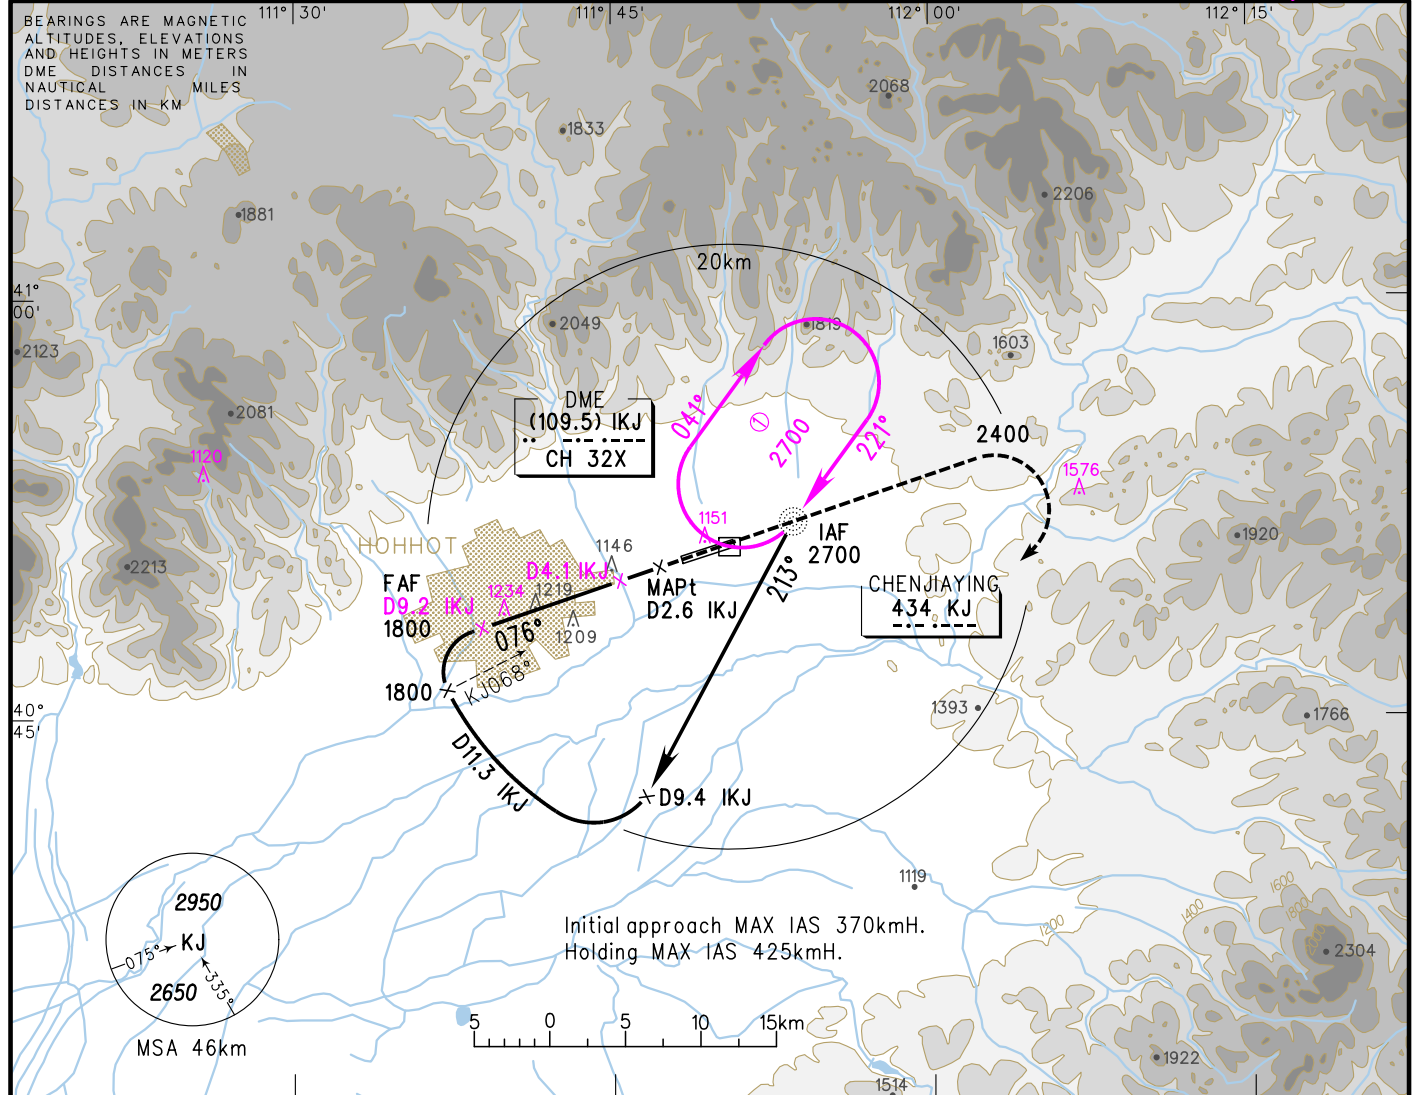 111° 30'
111° 45'
112° 00'
112° 15'
BEARINGS ARE MAGNETIC
ALTITUDES, ELEVATIONS
AND HEIGHTS IN METERS
DME DISTANCES IN
NAUTICAL MILES
DISTANCES IN KM
2068
1833
2206
1881
20km
41°
00'
2049
1819
1603
2123
DME
(109.5) IKJ
CH 32X
041°
①
2700
221°
2081
2400
1120
1576
1151
1920
HOHHOT
1146
IAF
2700
2213
D4.1 IKJ
FAF
D9.2 IKJ
1800
1234
1219
1209
MAPt
D2.6 IKJ
213°
CHENJIAYING
434 KJ
076°
KJ068°
1800
40°
45'
1393
1766
D11.3 IKJ
D9.4 IKJ
1119
1600
1400
1800
1200
2000
2304
2950
KJ
075°
335°
2650
MSA 46km
Initial approach MAX IAS 370kmH.
Holding MAX IAS 425kmH.
5 0 5 10 15km
1922
1514